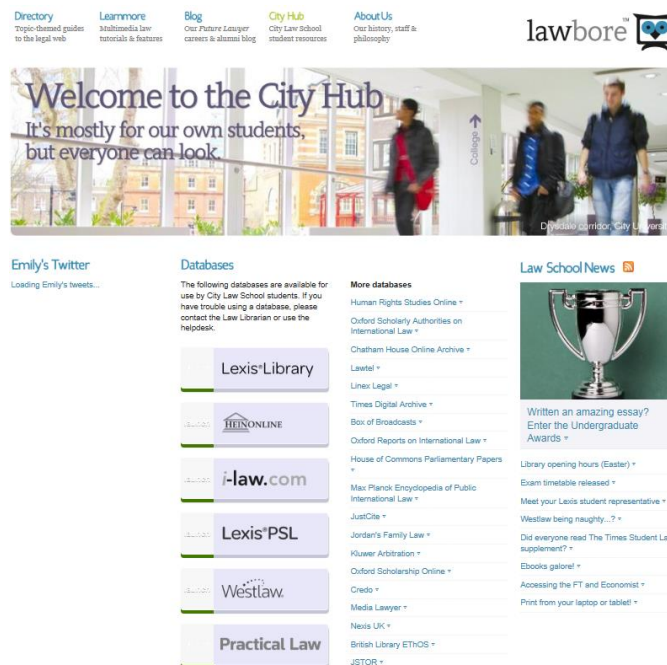 Directory
Topic-themed guides
to the legal web
Learnmore
Multimedia law
tutorials & features
Blog
Our Future Lawyer
careers & alumni blog
City Hub
City Law School
student resources
About Us
Our history, staff &
philosophy
lawbore™
Welcome to the City Hub
It's mostly for our own students,
but everyone can look.
College
Drysdale corridor, City
Emily's Twitter
Loading Emily's tweets...
Databases
The following databases are available for
use by City Law School students. If you
have trouble using a database, please
contact the Law Librarian or use the
helpdesk.
Lexis®Library
HEINONLINE
i-law.com
Lexis®PSL
Westlaw.
Practical Law
More databases
Human Rights Studies Online
Oxford Scholarly Authorities on
International Law
Chatham House Online Archive
Lawtel
Linex Legal
Times Digital Archive
Box of Broadcasts
Oxford Reports on International Law
House of Commons Parliamentary Papers
Max Planck Encyclopedia of Public
International Law
JustCite
Jordan's Family Law
Kluwer Arbitration
Oxford Scholarship Online
Credo
Media Lawyer
Nexis UK
British Library EThOS
JSTOR
Law School News
Written an amazing essay?
Enter the Undergraduate
Awards
Library opening hours (Easter)
Exam timetable released
Meet your Lexis student representative
Westlaw being naughty...?
Did everyone read The Times Student La
supplement?
Ebooks galore!
Accessing the FT and Economist
Print from your laptop or tablet!